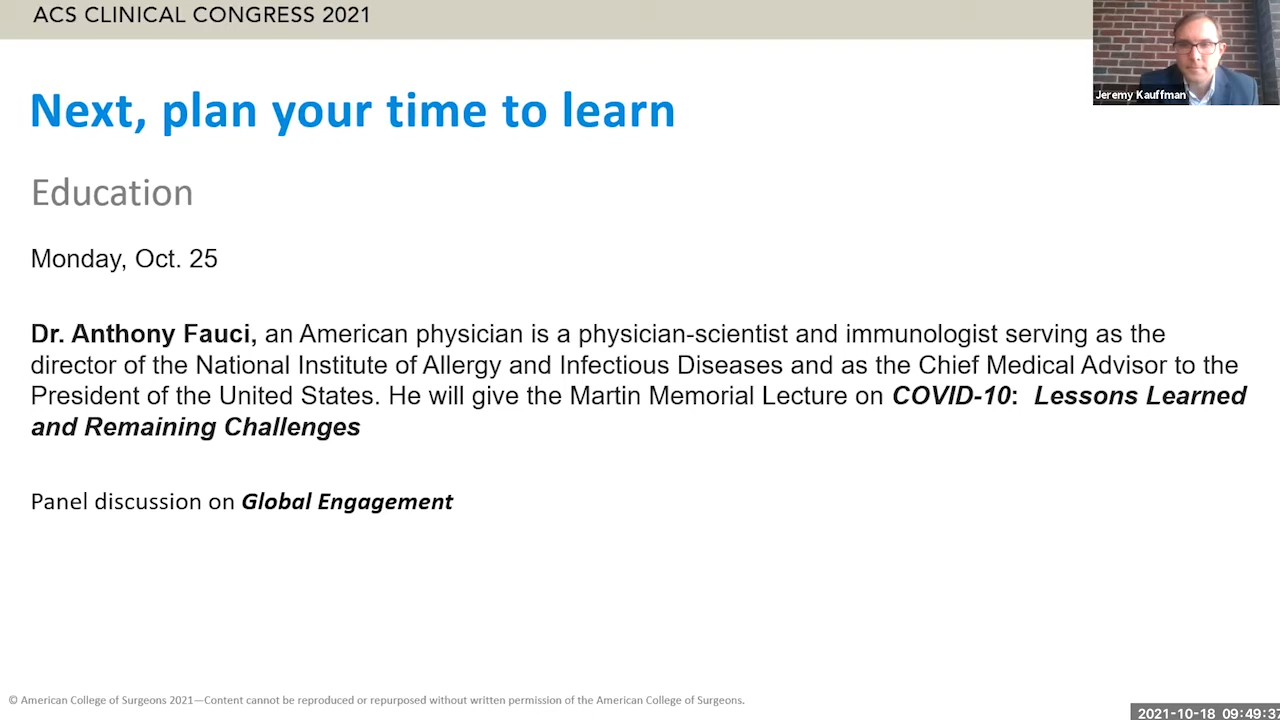 ACS CLINICAL CONGRESS 2021
Jeremy Kauffman
Next, plan your time to learn
Education
Monday, Oct. 25
Dr. Anthony Fauci, an American physician is a physician-scientist and immunologist serving as the
director of the National Institute of Allergy and Infectious Diseases and as the Chief Medical Advisor to the
President of the United States. He will give the Martin Memorial Lecture on COVID-10: Lessons Learned
and Remaining Challenges
Panel discussion on Global Engagement
© American College of Surgeons 2021—Content cannot be reproduced or repurposed without written permission of the American College of Surgeons.
2021-10-18 09:49:37